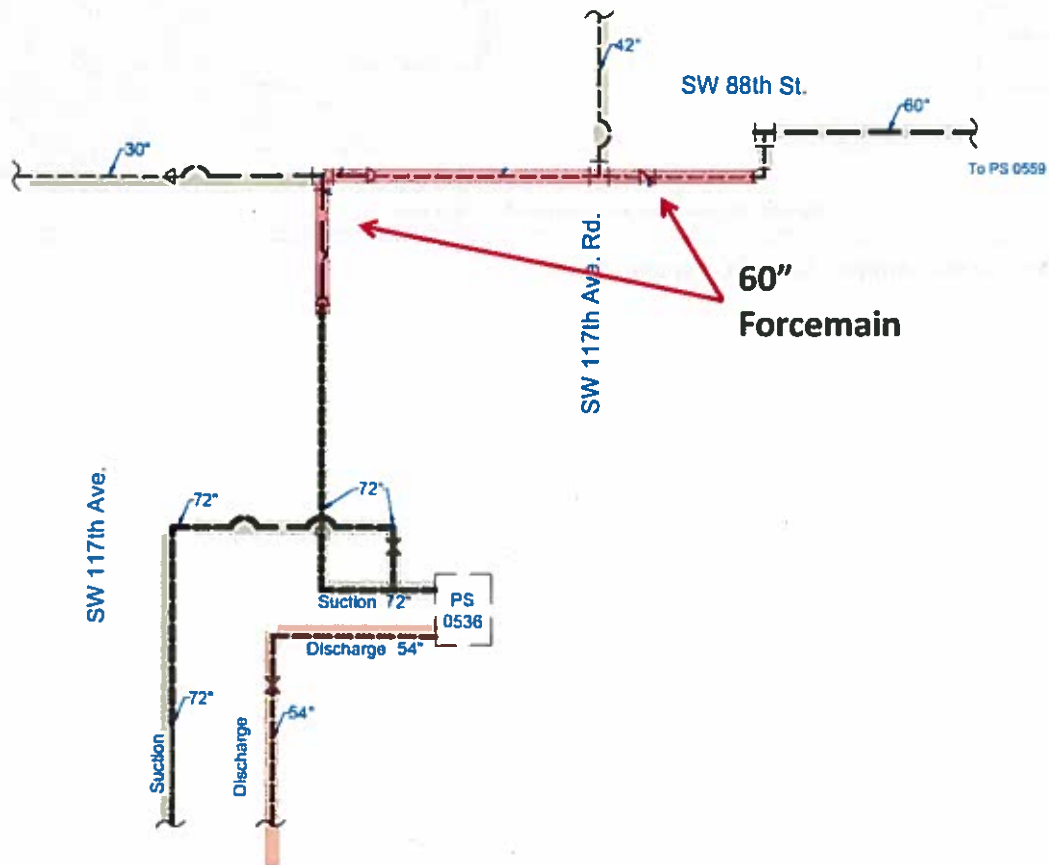 42"
SW 88th St.
60"
30"
To PS 0559
SW 117th Ave. Rd.
60"
Forcemain
SW 117th Ave.
72"
72"
Suction 72"
PS
0536
Discharge 54"
72"
54"
Suction
Discharge